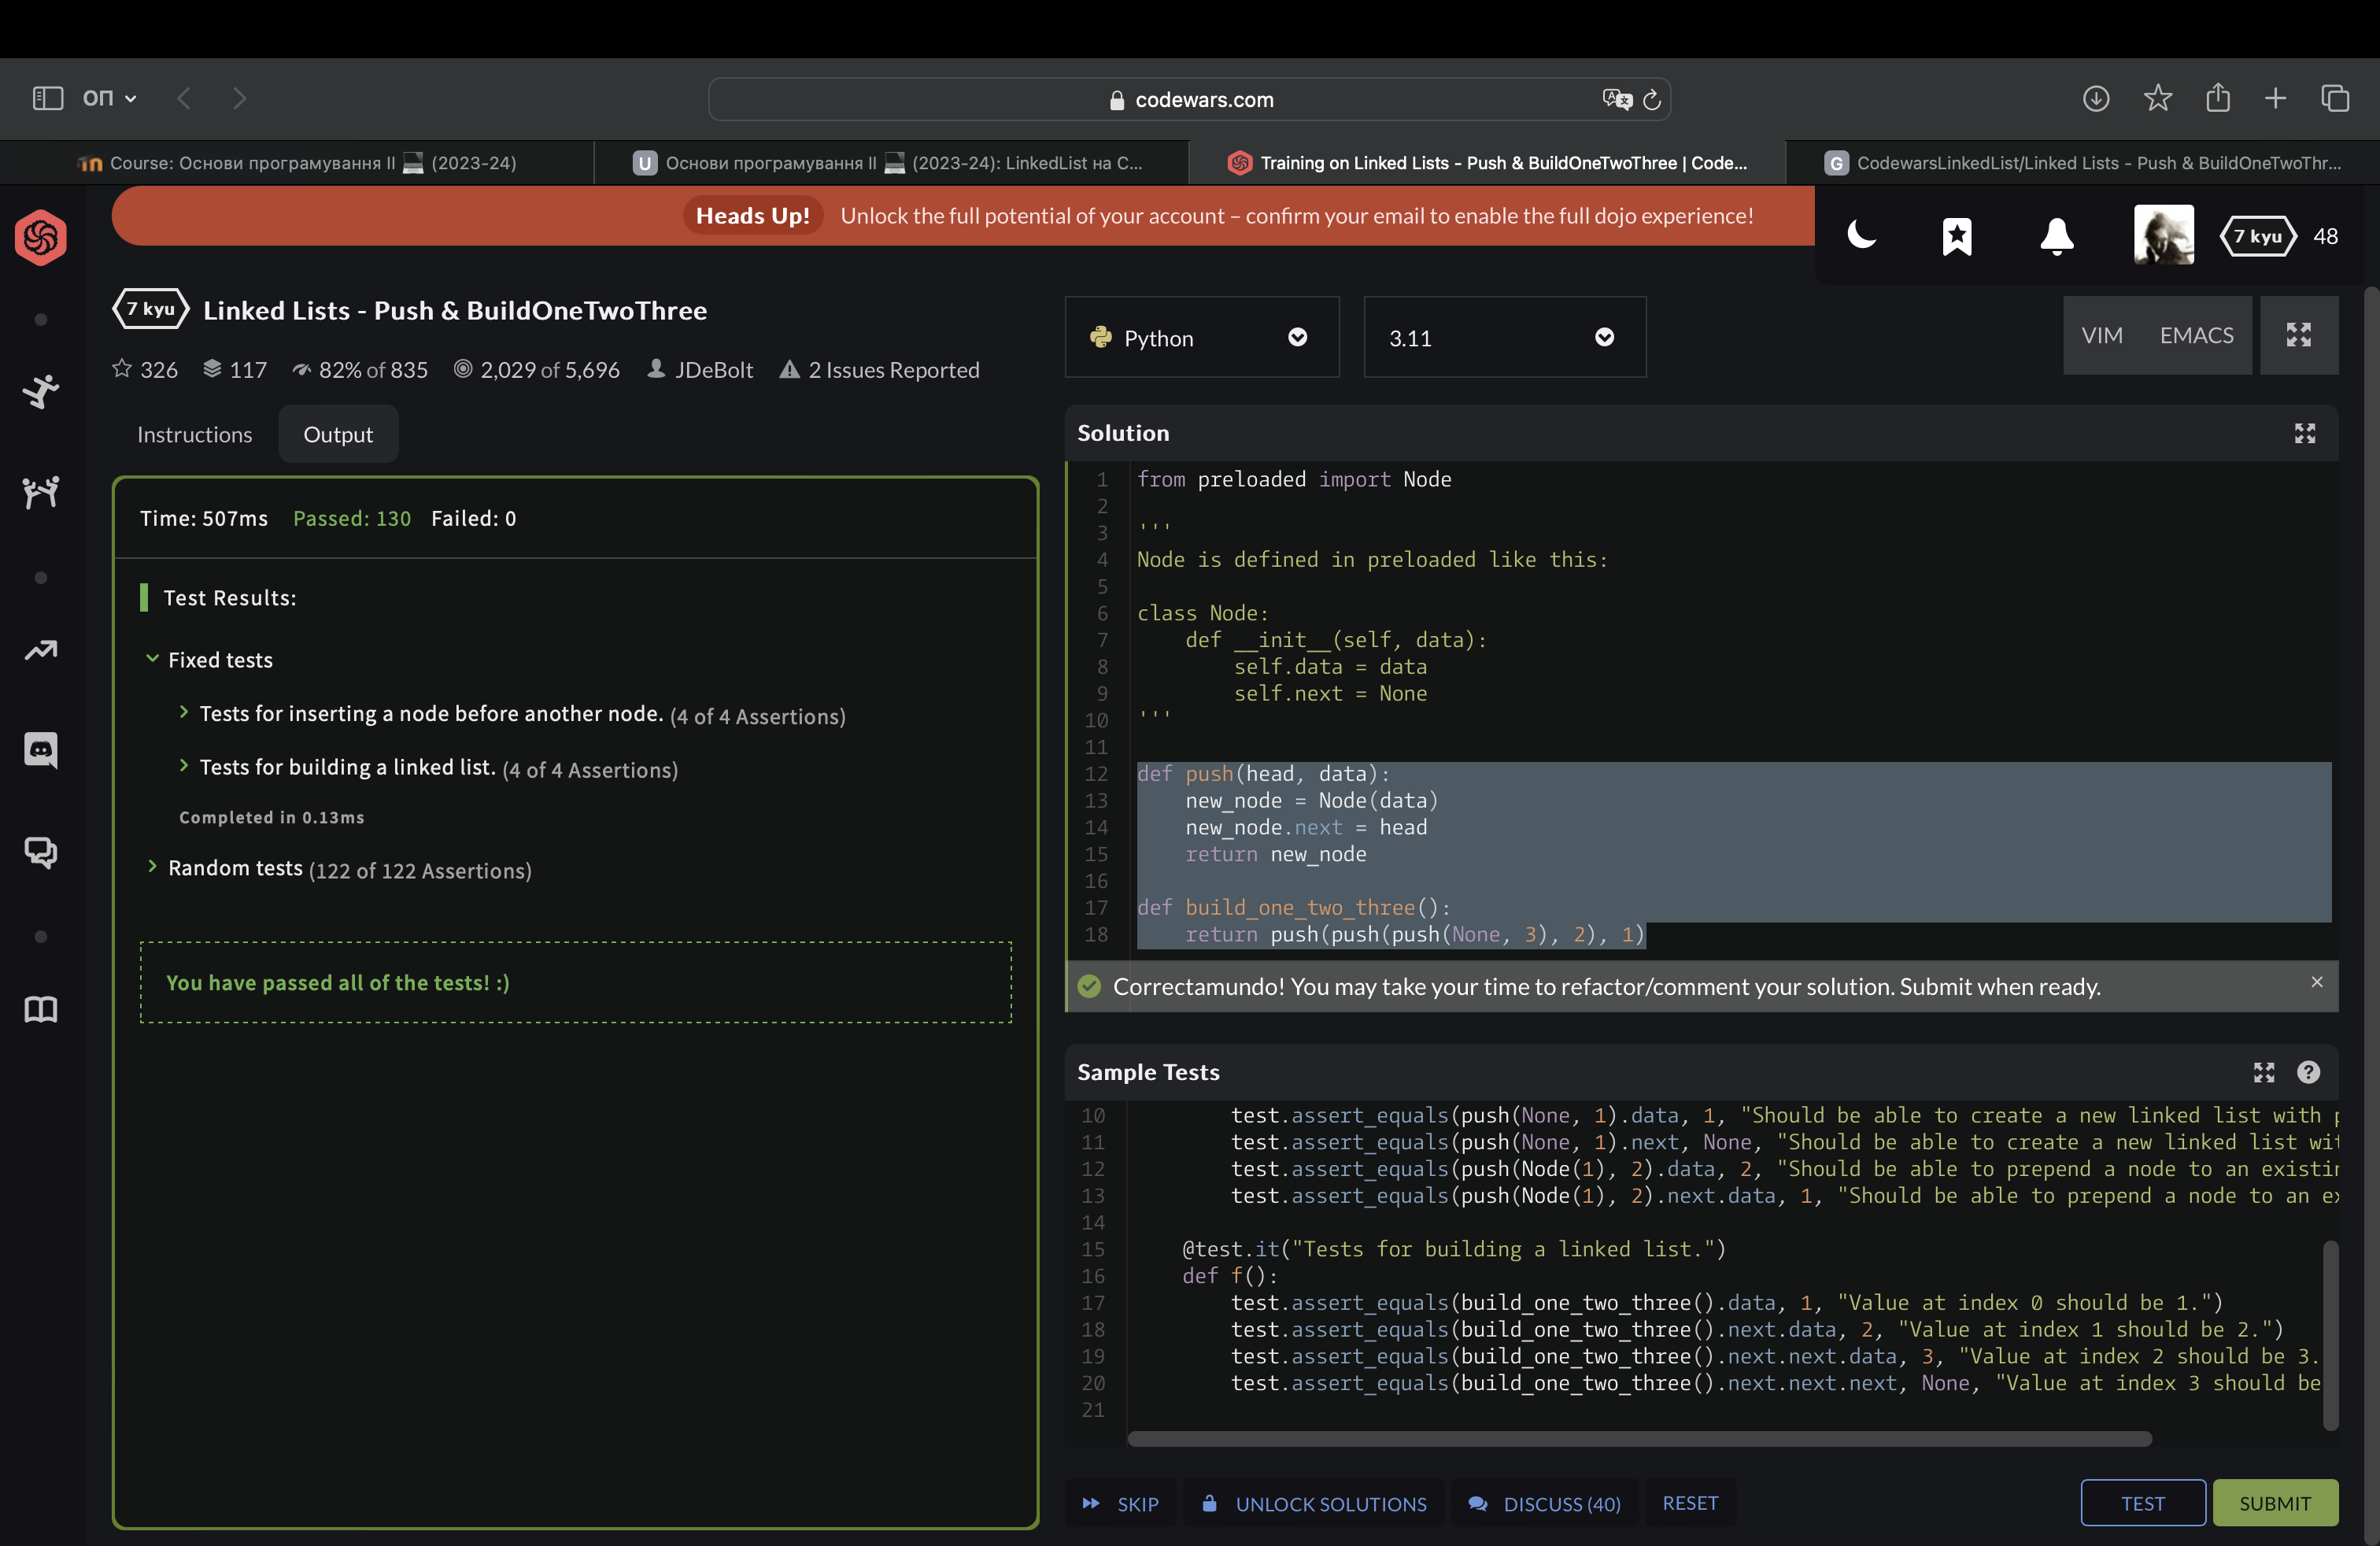 ОП
codewars.com
Course: Основи програмування II 💻 (2023-24)
U Основи програмування II 💻 (2023-24): LinkedList на C...
Training on Linked Lists - Push & BuildOneTwoThree | Code...
G CodewarsLinkedList/Linked Lists - Push & BuildOneTwoThr...
Heads Up! Unlock the full potential of your account – confirm your email to enable the full dojo experience!
7 kyu 48
7 kyu Linked Lists - Push & BuildOneTwoThree
326 117 82% of 835 2,029 of 5,696 JDeBolt 2 Issues Reported
Python
3.11
VIM EMACS
Instructions Output
Time: 507ms Passed: 130 Failed: 0
Test Results:
Fixed tests
Tests for inserting a node before another node. (4 of 4 Assertions)
Tests for building a linked list. (4 of 4 Assertions)
Completed in 0.13ms
Random tests (122 of 122 Assertions)
You have passed all of the tests! :)
Solution
1 from preloaded import Node
2
3 '''
4 Node is defined in preloaded like this:
5
6 class Node:
7     def __init__(self, data):
8         self.data = data
9         self.next = None
10 '''
11
12 def push(head, data):
13     new_node = Node(data)
14     new_node.next = head
15     return new_node
16
17 def build_one_two_three():
18     return push(push(push(None, 3), 2), 1)
Correctamundo! You may take your time to refactor/comment your solution. Submit when ready.
Sample Tests
10         test.assert_equals(push(None, 1).data, 1, "Should be able to create a new linked list with
11         test.assert_equals(push(None, 1).next, None, "Should be able to create a new linked list
12         test.assert_equals(push(Node(1), 2).data, 2, "Should be able to prepend a node to an
13         test.assert_equals(push(Node(1), 2).next.data, 1, "Should be able to prepend a node to an
14
15     @test.it("Tests for building a linked list.")
16     def f():
17         test.assert_equals(build_one_two_three().data, 1, "Value at index 0 should be 1.")
18         test.assert_equals(build_one_two_three().next.data, 2, "Value at index 1 should be 2.")
19         test.assert_equals(build_one_two_three().next.next.data, 3, "Value at index 2 should be 3.
20         test.assert_equals(build_one_two_three().next.next.next, None, "Value at index 3 should be
21
SKIP UNLOCK SOLUTIONS DISCUSS (40) RESET
TEST SUBMIT